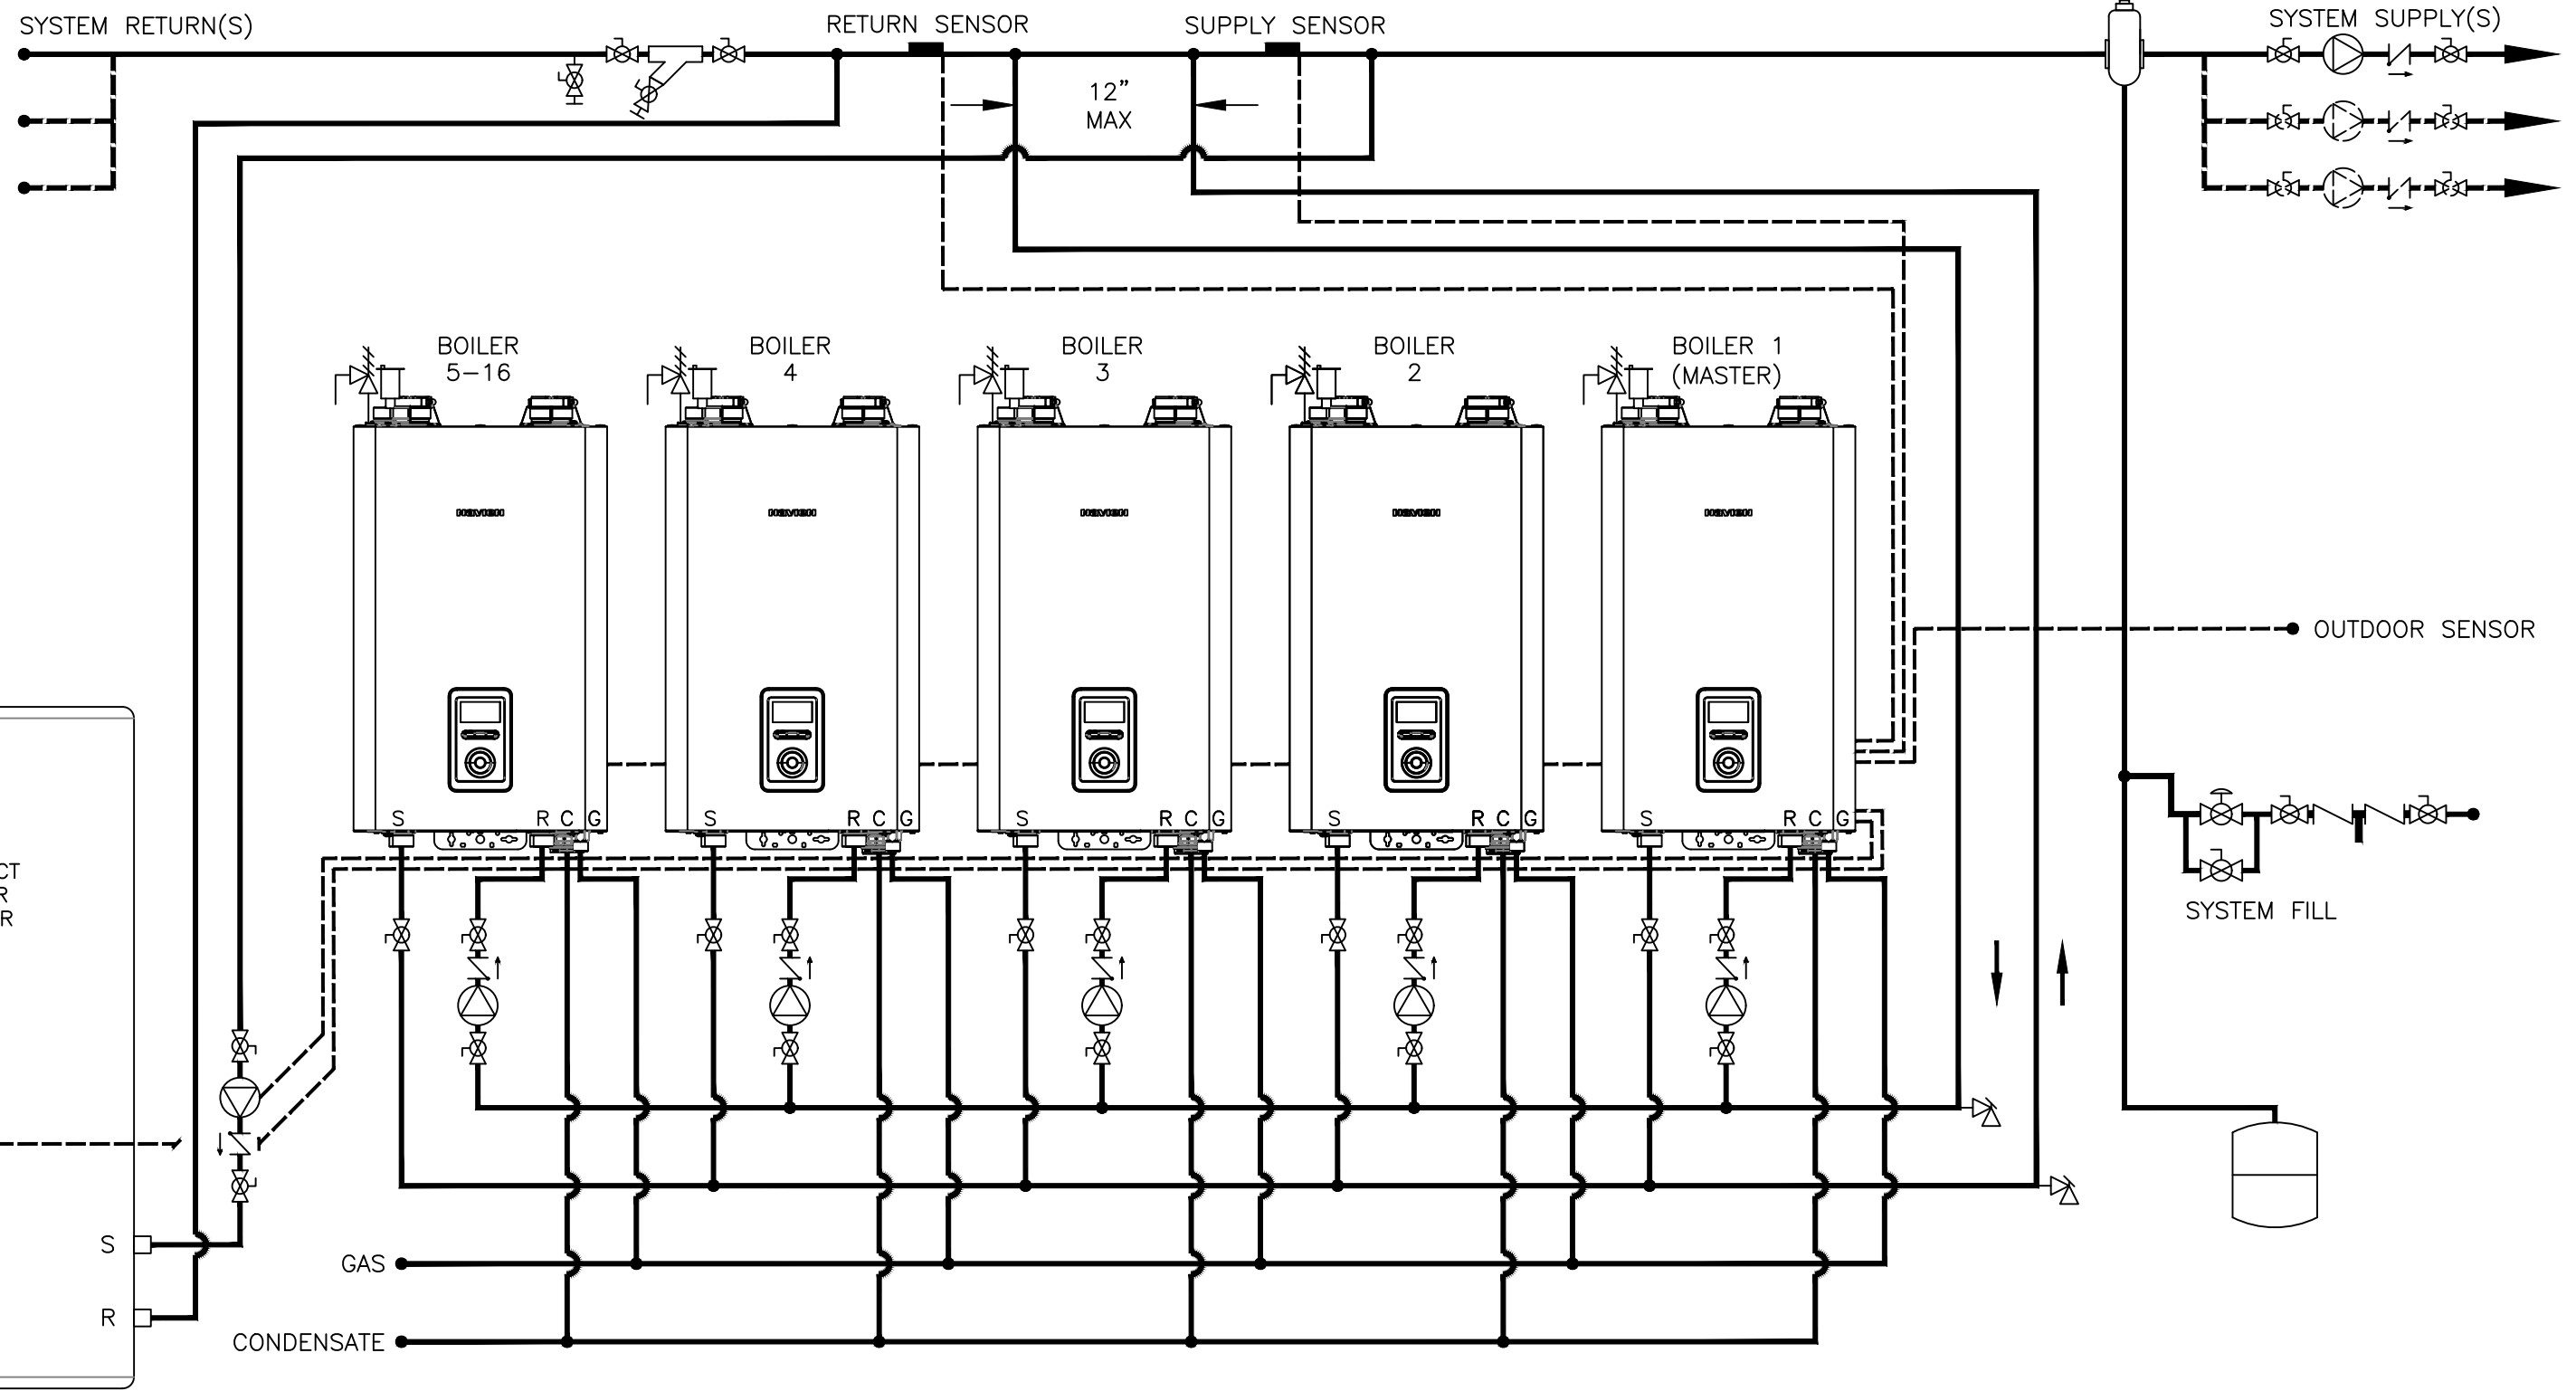 SYSTEM RETURN(S)
RETURN SENSOR
SUPPLY SENSOR
SYSTEM SUPPLY(S)
12”
MAX
BOILER
5-16
BOILER
4
BOILER
3
BOILER
2
BOILER 1
(MASTER)
OUTDOOR SENSOR
S R C G
S R C G
S R C G
S R C G
S R C G
CT
R
R
SYSTEM FILL
S
GAS
R
CONDENSATE